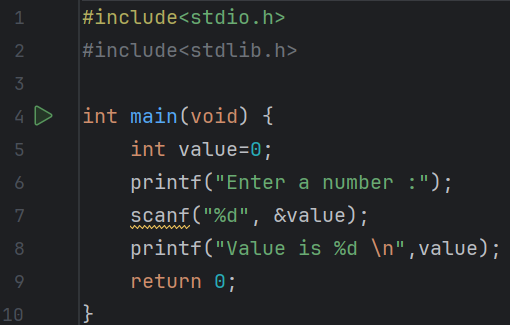 1 #include<stdio.h>
2 #include<stdlib.h>
3
4 int main(void) {
5     int value=0;
6     printf("Enter a number :");
7     scanf("%d", &value);
8     printf("Value is %d \n",value);
9     return 0;
10 }